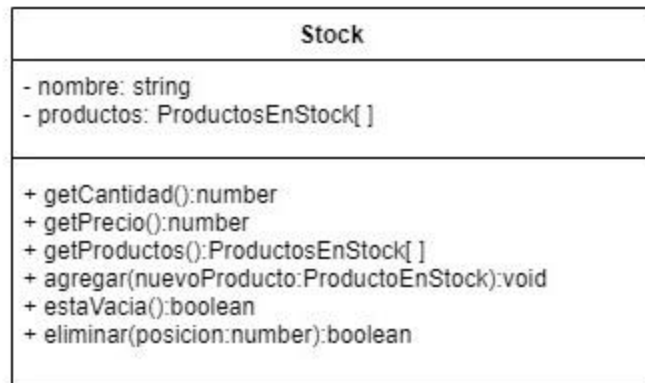 Stock
- nombre: string
- productos: ProductosEnStock[ ]
+ getCantidad():number
+ getPrecio():number
+ getProductos():ProductosEnStock[ ]
+ agregar(nuevoProducto:ProductoEnStock):void
+ estaVacia():boolean
+ eliminar(posicion:number):boolean